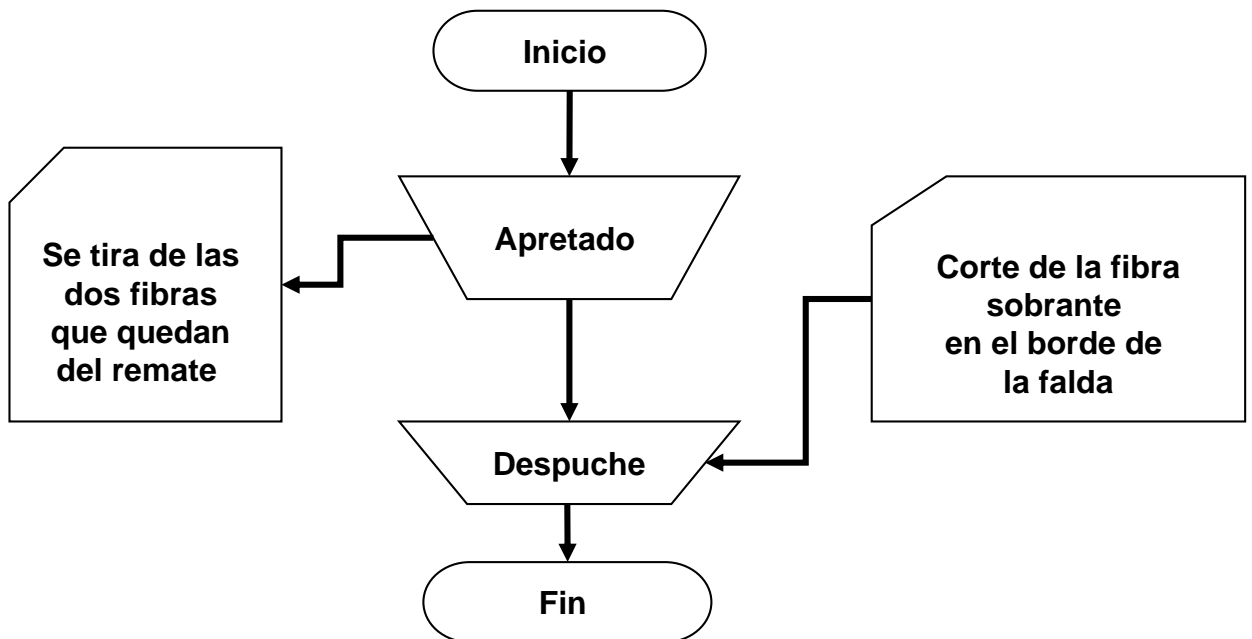 Inicio
Apretado
Se tira de las
dos fibras
que quedan
del remate
Corte de la fibra
sobrante
en el borde de
la falda
Despuche
Fin